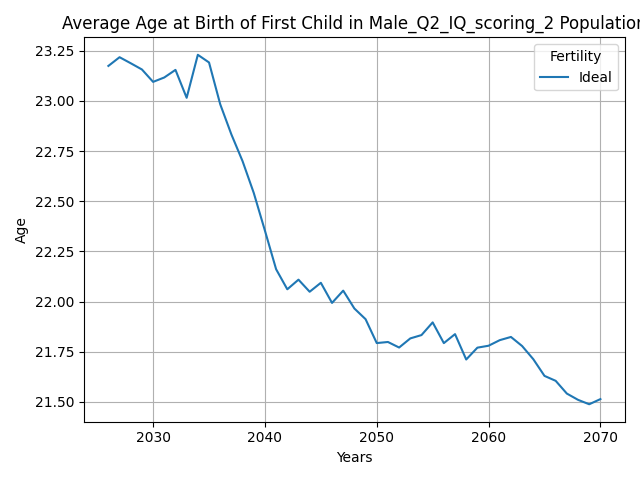 Average Age at Birth of First Child in Male_Q2_IQ_scoring_2 Population
Fertility
Ideal
23.25
23.00
22.75
22.50
22.25
22.00
21.75
21.50
Age
2030 2040 2050 2060 2070
Years